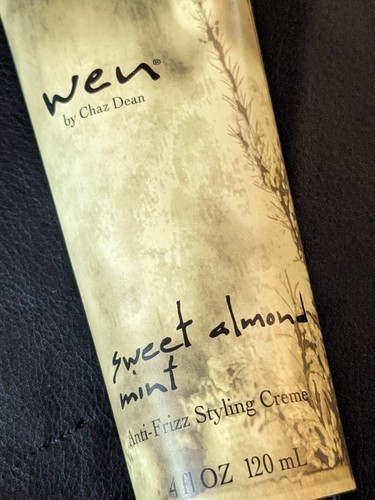 wen®
by Chaz Dean
sweet almond
mint
Anti-Frizz Styling Creme
4 fl OZ 120 mL